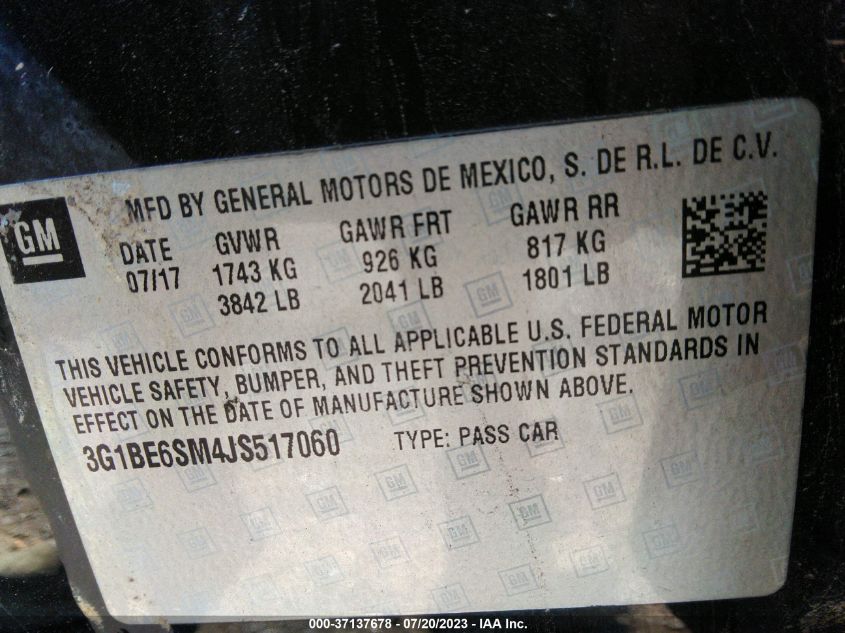 MFD BY GENERAL MOTORS DE MEXICO, S. DE R.L. DE C.V.
GM
DATE GVWR GAWR FRT GAWR RR
07/17 1743 KG 926 KG 817 KG
3842 LB 2041 LB 1801 LB
THIS VEHICLE CONFORMS TO ALL APPLICABLE U.S. FEDERAL MOTOR
VEHICLE SAFETY, BUMPER, AND THEFT PREVENTION STANDARDS IN
EFFECT ON THE DATE OF MANUFACTURE SHOWN ABOVE.
3G1BE6SM4JS517060 TYPE: PASS CAR
000-37137678 - 07/20/2023 - IAA Inc.